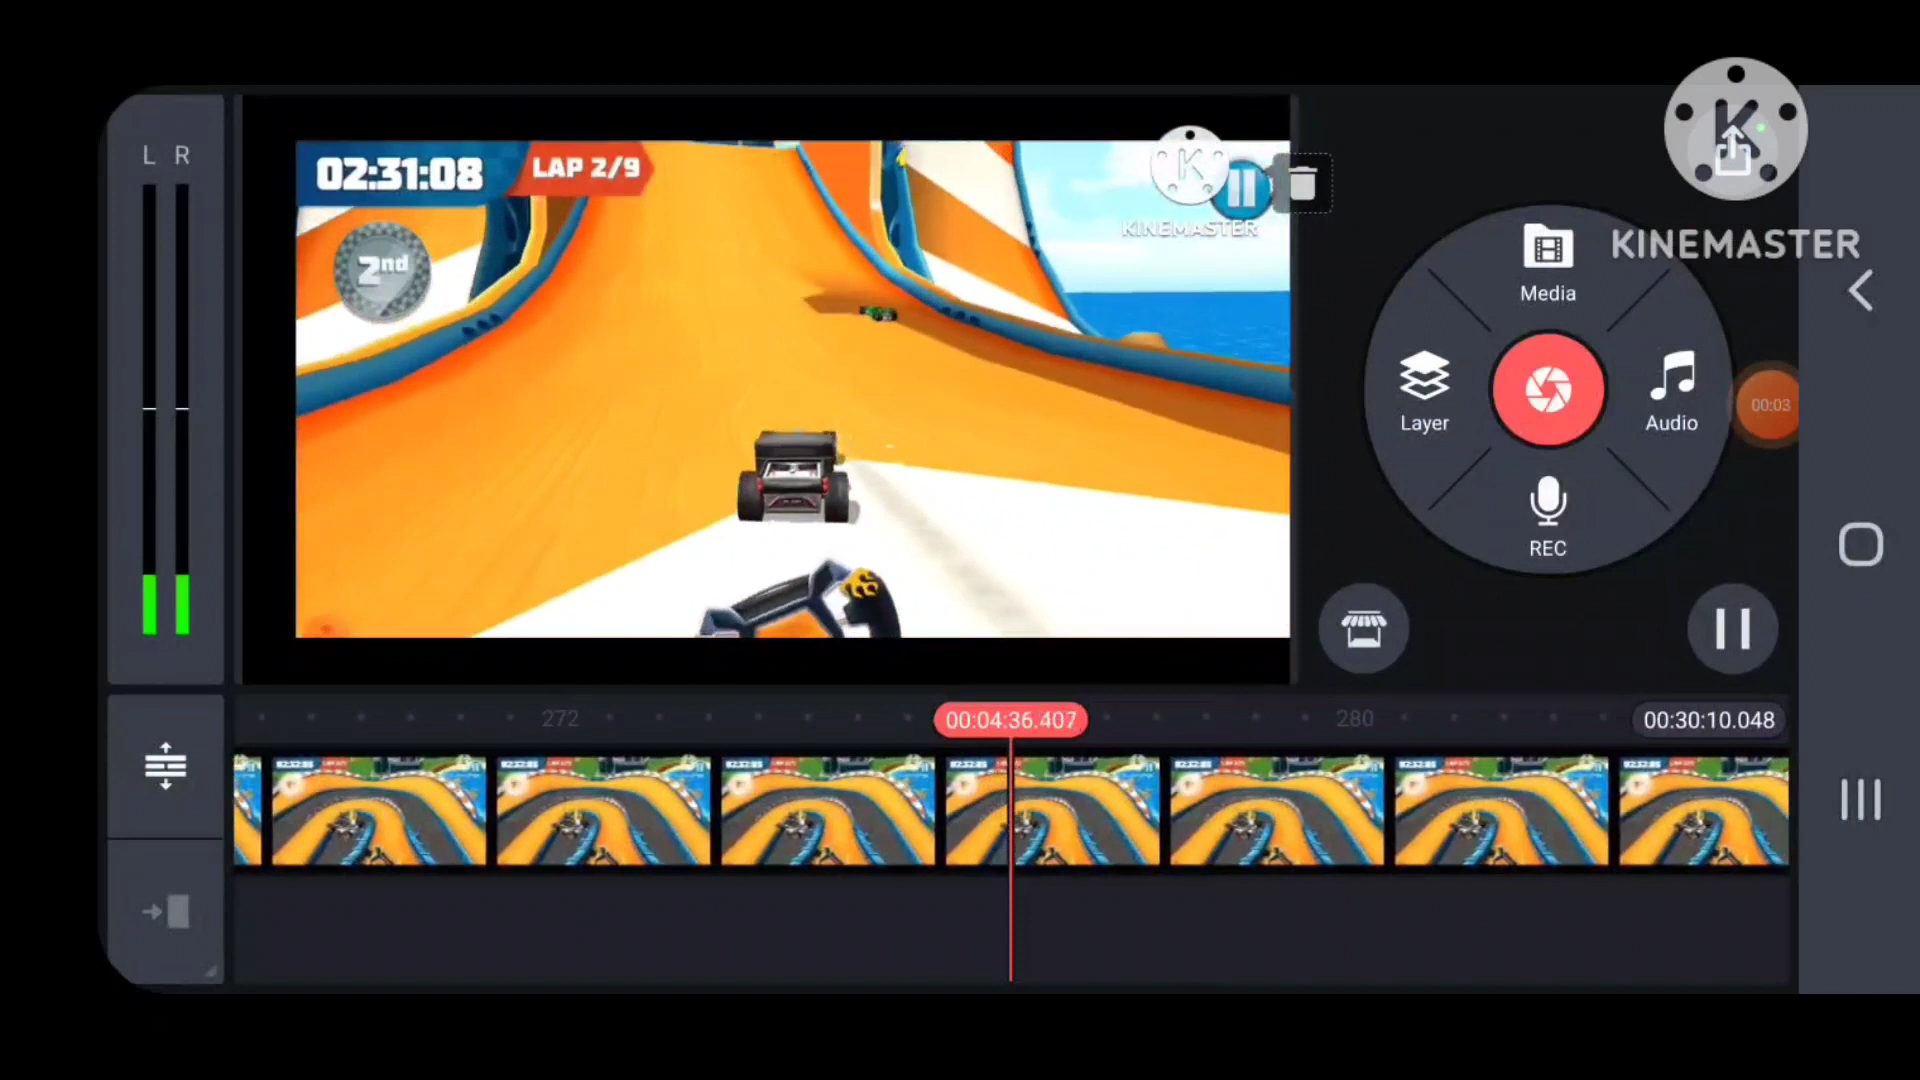 L R
02:31:08
LAP 2/9
2nd
KINEMASTER
KINEMASTER
Media
Layer
Audio
00:03
REC
272
00:04:36.407
280
00:30:10.048